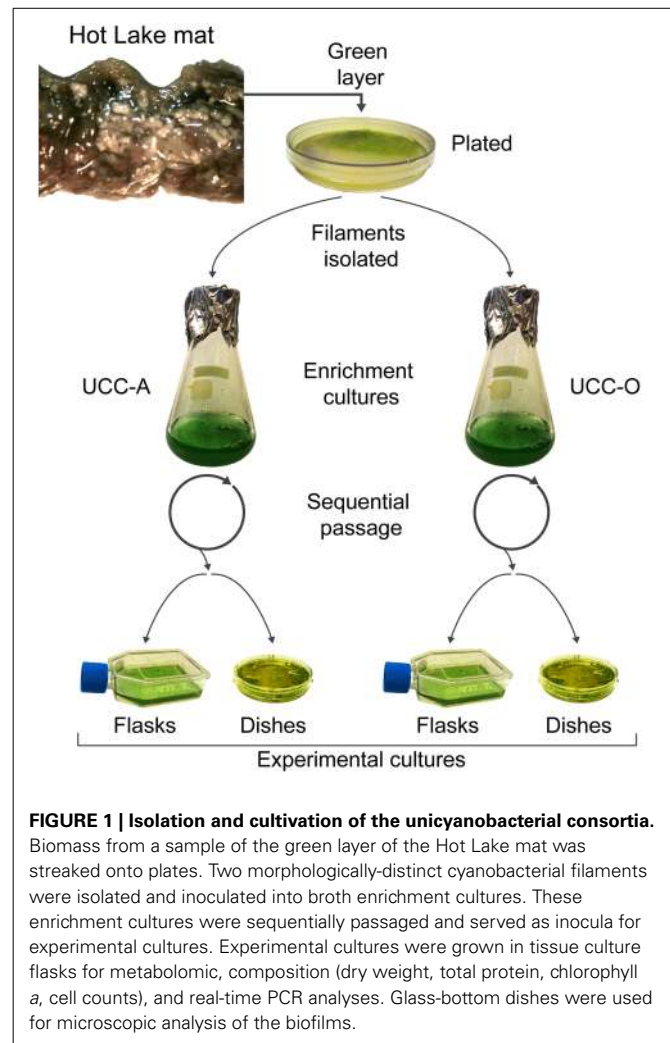 Hot Lake mat
Green
layer
Plated
Filaments
isolated
UCC-A
Enrichment
cultures
UCC-O
Sequential
passage
Flasks
Dishes
Flasks
Dishes
Experimental cultures
FIGURE 1 | Isolation and cultivation of the unicyanobacterial consortia.
Biomass from a sample of the green layer of the Hot Lake mat was
streaked onto plates. Two morphologically-distinct cyanobacterial filaments
were isolated and inoculated into broth enrichment cultures. These
enrichment cultures were sequentially passaged and served as inocula for
experimental cultures. Experimental cultures were grown in tissue culture
flasks for metabolomic, composition (dry weight, total protein, chlorophyll
a, cell counts), and real-time PCR analyses. Glass-bottom dishes were used
for microscopic analysis of the biofilms.